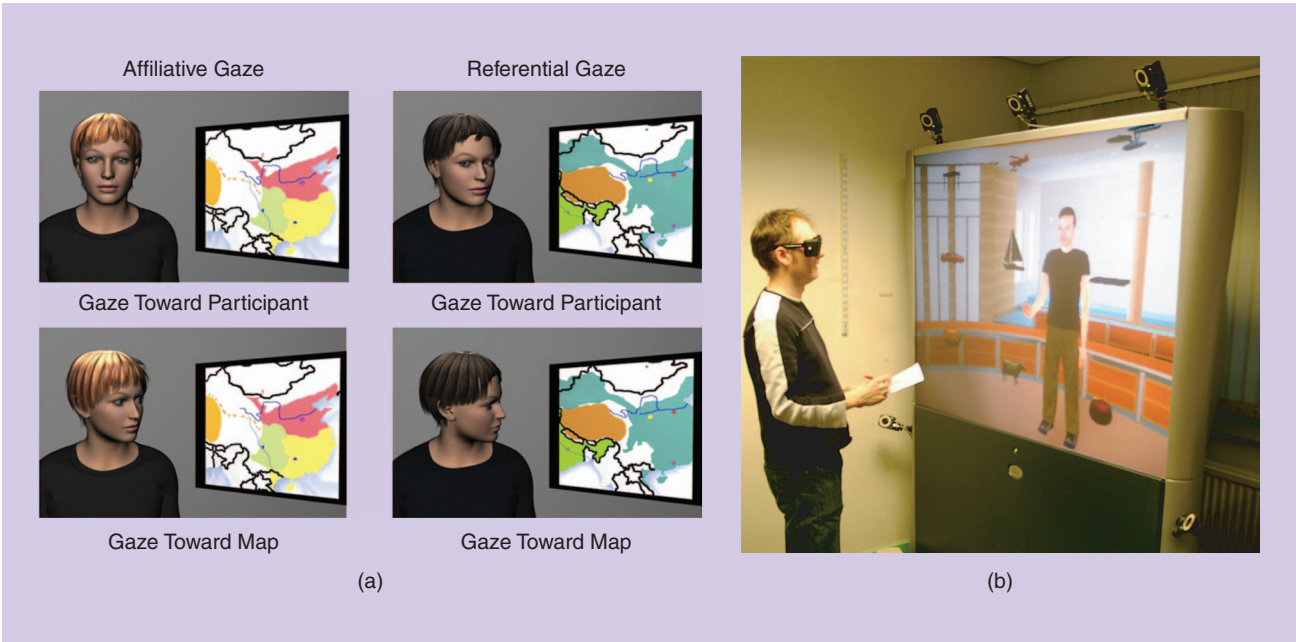 Affiliative Gaze
Referential Gaze
Gaze Toward Participant
Gaze Toward Participant
Gaze Toward Map
Gaze Toward Map
(a)
(b)